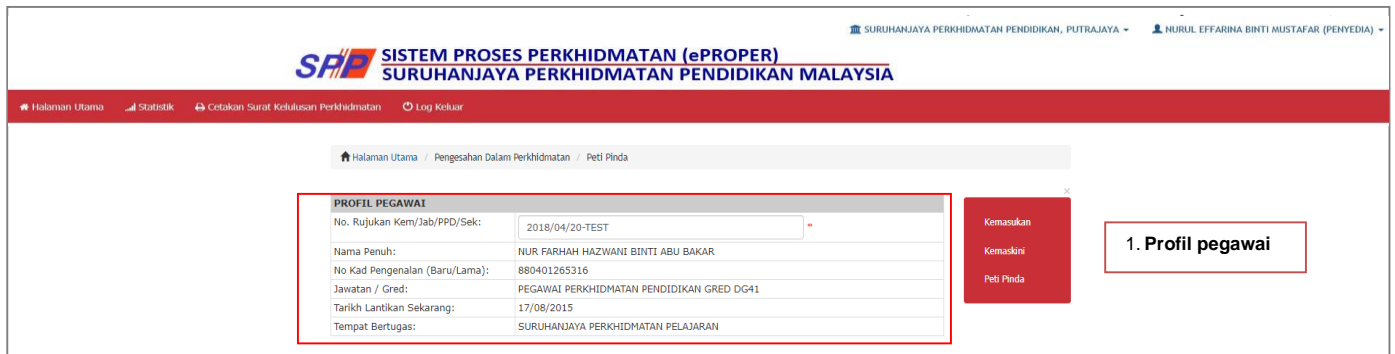 SURUHANJAYA PERKHIDMATAN PENDIDIKAN, PUTRAJAYA NURUL EFFARINA BINTI MUSTAFAR (PENYEDIA)
SPP SISTEM PROSES PERKHIDMATAN (ePROPER)
SURUHANJAYA PERKHIDMATAN PENDIDIKAN MALAYSIA
Halaman Utama Statistik Cetakan Surat Kelulusan Perkhidmatan Log Keluar
Halaman Utama / Pengesahan Dalam Perkhidmatan / Peti Pinda
×
PROFIL PEGAWAI
No. Rujukan Kem/Jab/PPD/Sek: 2018/04/20-TEST *
Nama Penuh: NUR FARHAH HAZWANI BINTI ABU BAKAR
No Kad Pengenalan (Baru/Lama): 880401265316
Jawatan / Gred: PEGAWAI PERKHIDMATAN PENDIDIKAN GRED DG41
Tarikh Lantikan Sekarang: 17/08/2015
Tempat Bertugas: SURUHANJAYA PERKHIDMATAN PELAJARAN
Kemasukan
Kemaskini
Peti Pinda
1. Profil pegawai